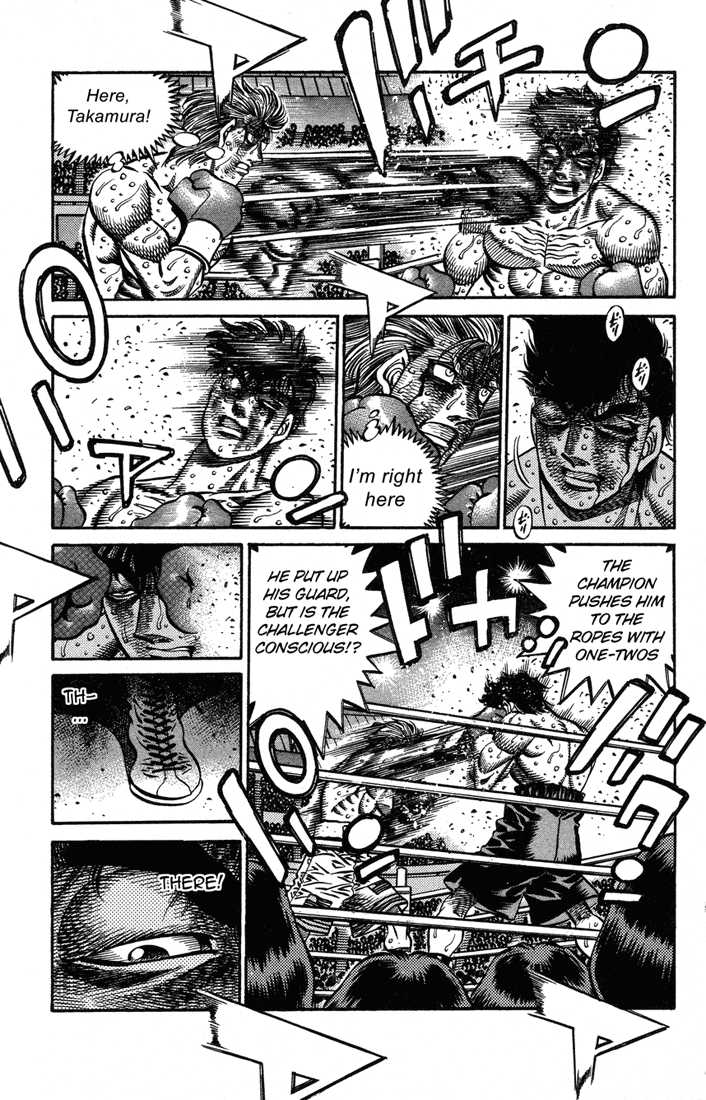 Here,
Takamura!
I'm right
here
THE
CHAMPION
PUSHES HIM
TO THE
ROPES WITH
ONE-TWOS
HE PUT UP
HIS GUARD,
BUT IS THE
CHALLENGER
CONSCIOUS!?
TH-
...
THERE!